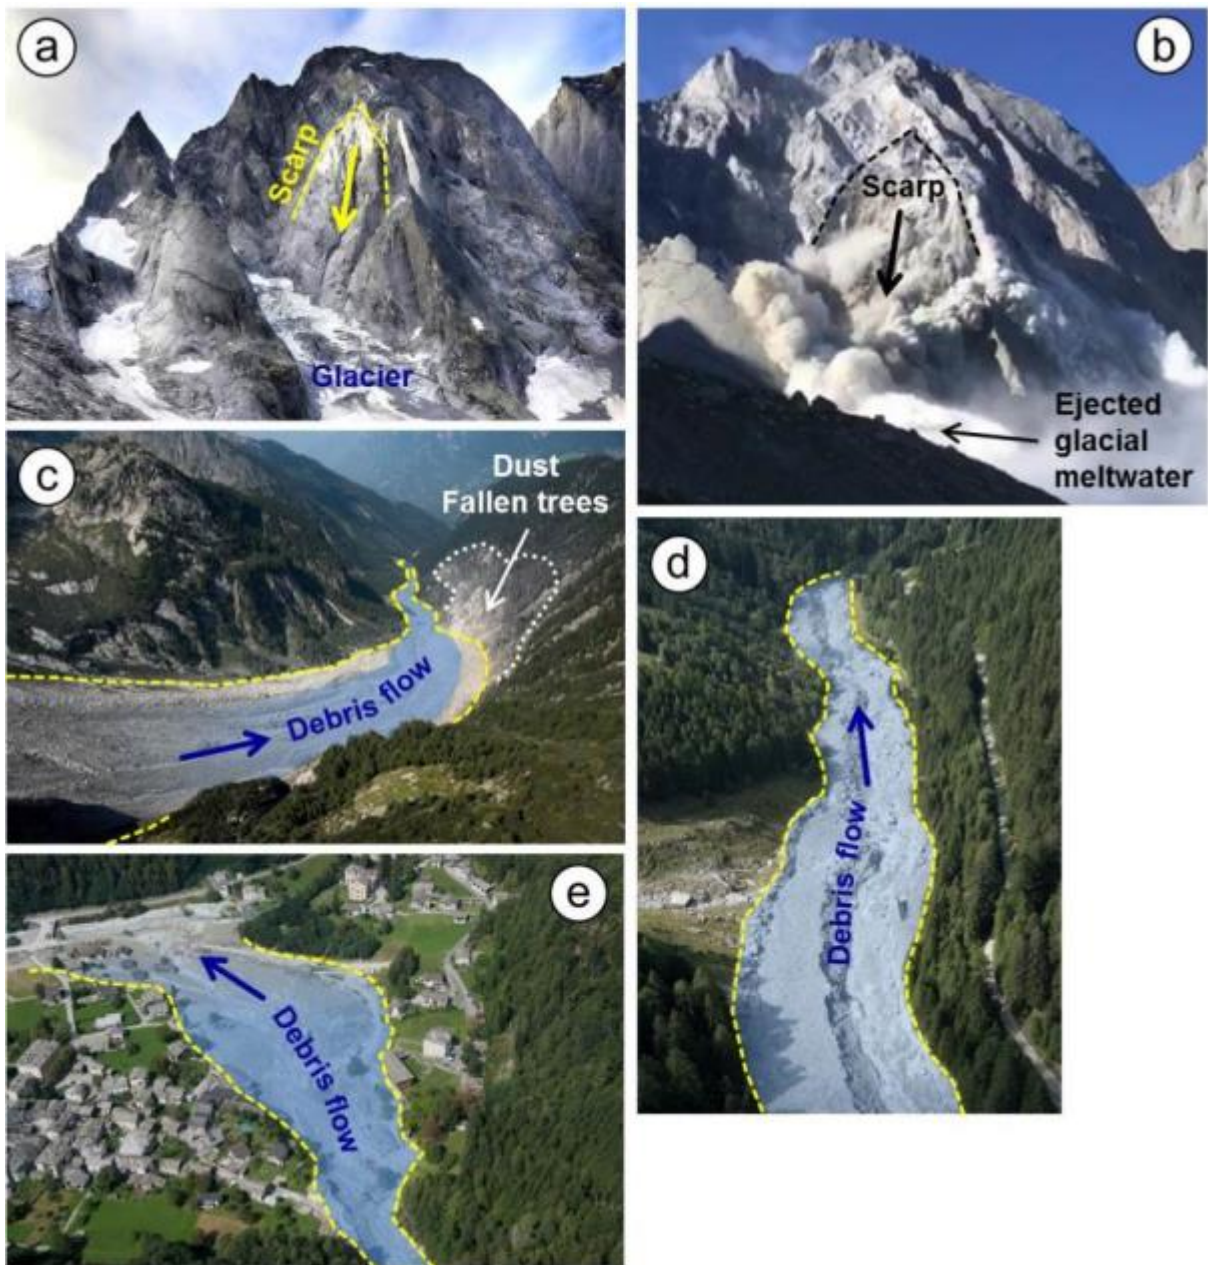 a
Scarp
Glacier
b
Scarp
Ejected
glacial
meltwater
c
Dust
Fallen trees
Debris flow
d
Debris flow
e
Debris flow